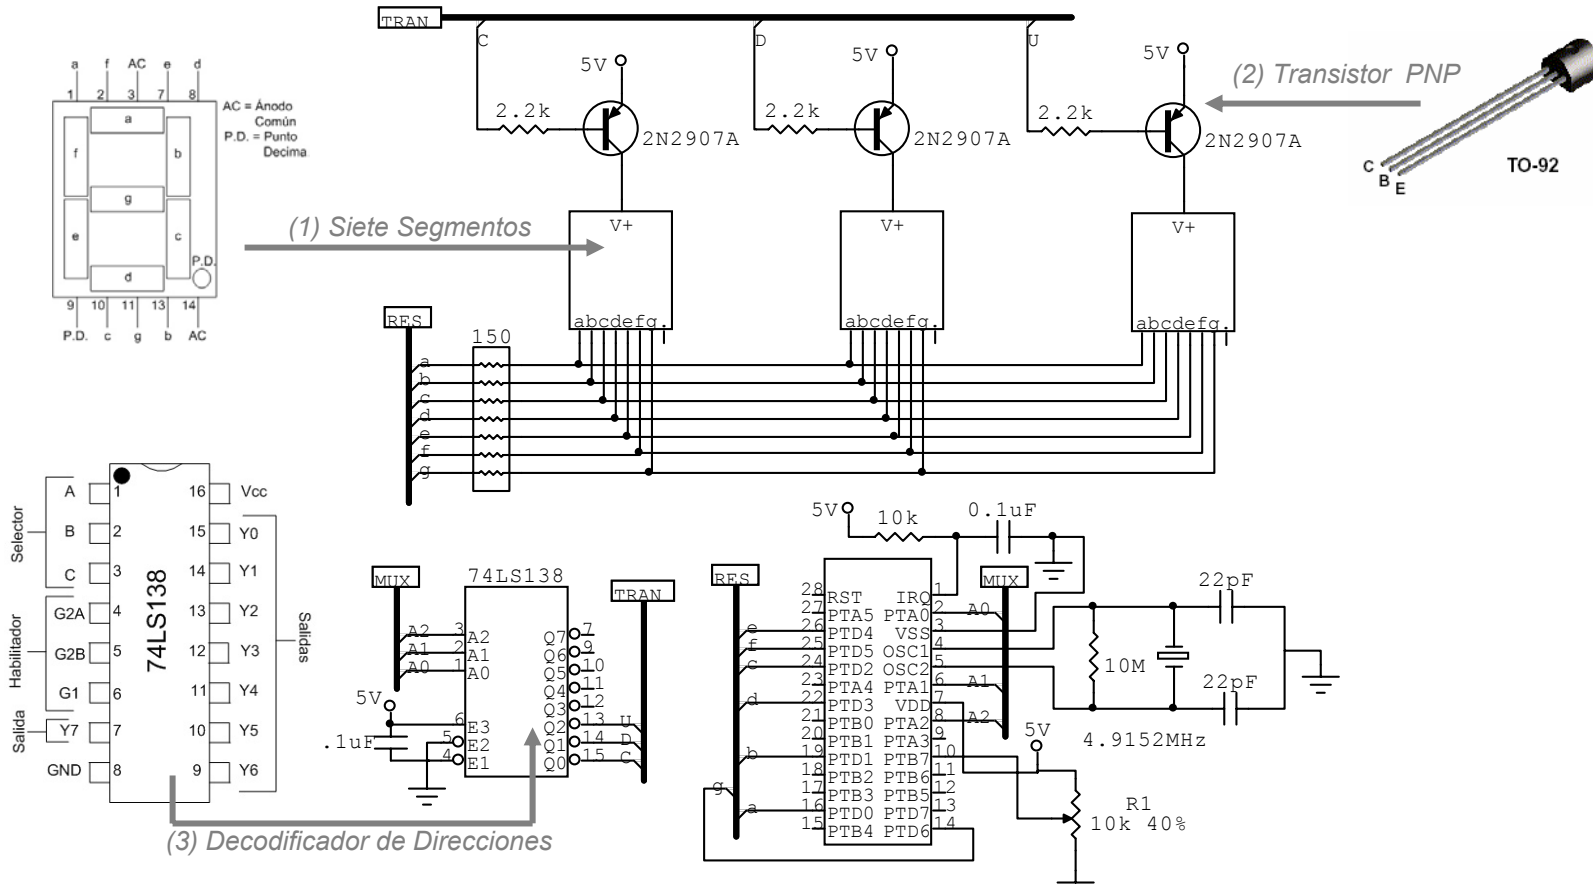 TRAN
C
D
U
5V
5V
5V
2.2k
2.2k
2.2k
2N2907A
2N2907A
2N2907A
(2) Transistor PNP
C
B
E
TO-92
a f AC e d
1 2 3 7 8
AC = Ánodo
Común
P.D. = Punto
Decima
a
f
b
g
e
c
d
P.D.
9 10 11 13 14
P.D. c g b AC
(1) Siete Segmentos
V+
V+
V+
abcdefg.
abcdefg.
abcdefg.
RES
150
a
b
c
d
e
f
g
Selector
Habilitador
Salida
Salidas
74LS138
A 1 16 Vcc
B 2 15 Y0
C 3 14 Y1
G2A 4 13 Y2
G2B 5 12 Y3
G1 6 11 Y4
Y7 7 10 Y5
GND 8 9 Y6
MUX
74LS138
TRAN
A2 3 A2 Q7 7
A1 2 A1 Q6 9
A0 1 A0 Q5 10
Q4 11
Q3 12
5V
6 E3 Q2 13 U
.1uF
5 E2 Q1 14 D
4 E1 Q0 15 C
(3) Decodificador de Direcciones
5V
10k
0.1uF
RES
MUX
28 RST IRQ 1
27 PTA5 PTA0 2 A0
e 26 PTD4 VSS 3
f 25 PTD5 OSC1 4
c 24 PTD2 OSC2 5
23 PTA4 PTA1 6 A1
d 22 PTD3 VDD 7
21 PTB0 PTA2 8 A2
20 PTB1 PTA3 9
b 19 PTD1 PTB7 10
18 PTB2 PTB6 11
g 17 PTB3 PTB5 12
a 16 PTD0 PTD7 13
15 PTB4 PTD6 14
22pF
10M
22pF
4.9152MHz
5V
R1
10k 40%